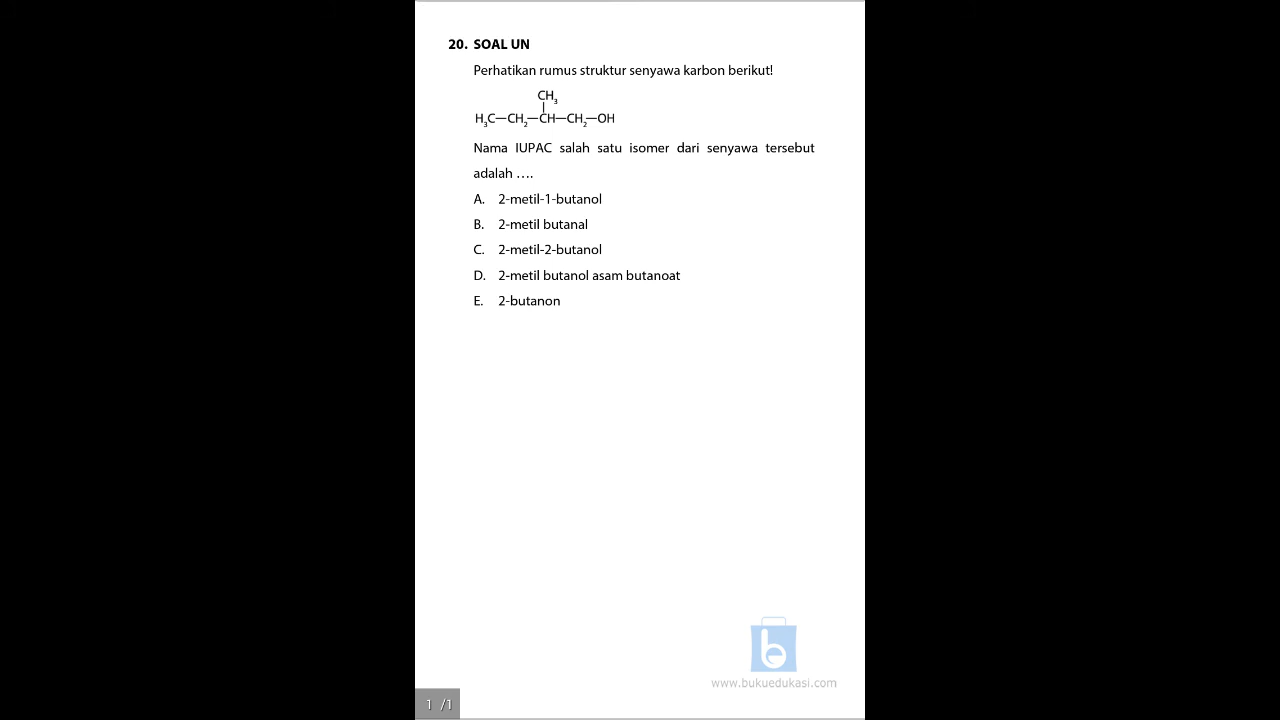 20. SOAL UN
Perhatikan rumus struktur senyawa karbon berikut!
CH₃
|
H₃C—CH₂—CH—CH₂—OH
Nama IUPAC salah satu isomer dari senyawa tersebut
adalah ….
A. 2-metil-1-butanol
B. 2-metil butanal
C. 2-metil-2-butanol
D. 2-metil butanol asam butanoat
E. 2-butanon
b
www.bukuedukasi.com
1 /1